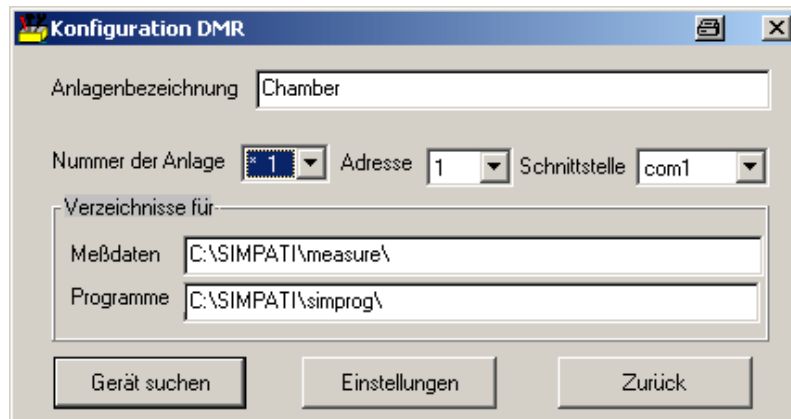 Konfiguration DMR
Anlagenbezeichnung Chamber
Nummer der Anlage * 1 Adresse 1 Schnittstelle com1
Verzeichnisse für
Meßdaten C:\SIMPATI\measure\
Programme C:\SIMPATI\simprog\
Gerät suchen Einstellungen Zurück